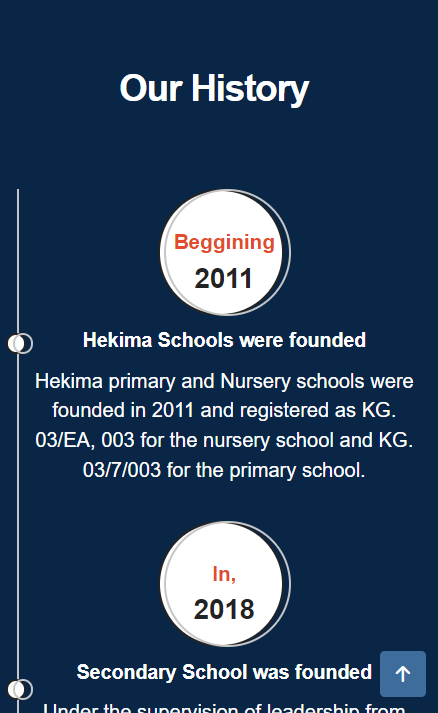 Our History
Beggining
2011
Hekima Schools were founded
Hekima primary and Nursery schools were
founded in 2011 and registered as KG.
03/EA, 003 for the nursery school and KG.
03/7/003 for the primary school.
In,
2018
Secondary School was founded
Under the supervision of leadership from